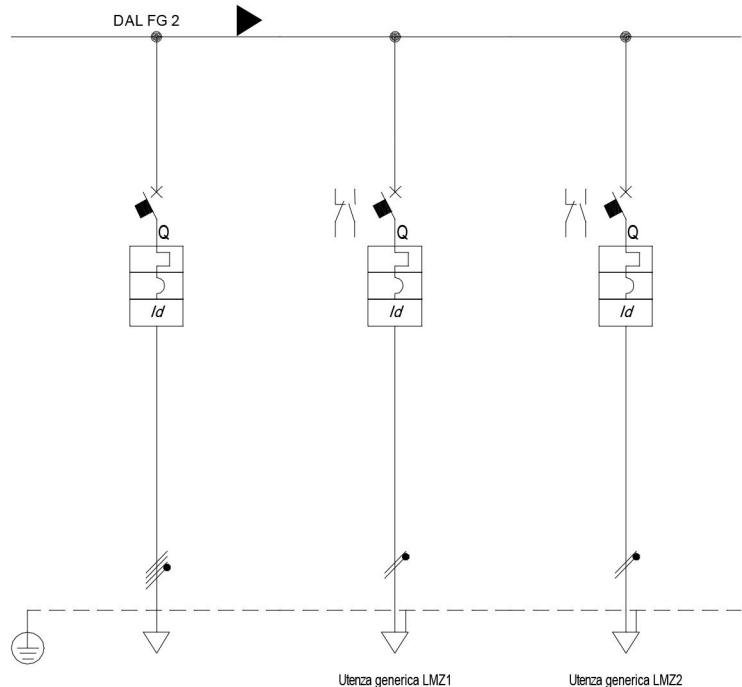 DAL FG 2
Q
Q
Q
Id
Id
Id
Utenza generica LMZ1
Utenza generica LMZ2